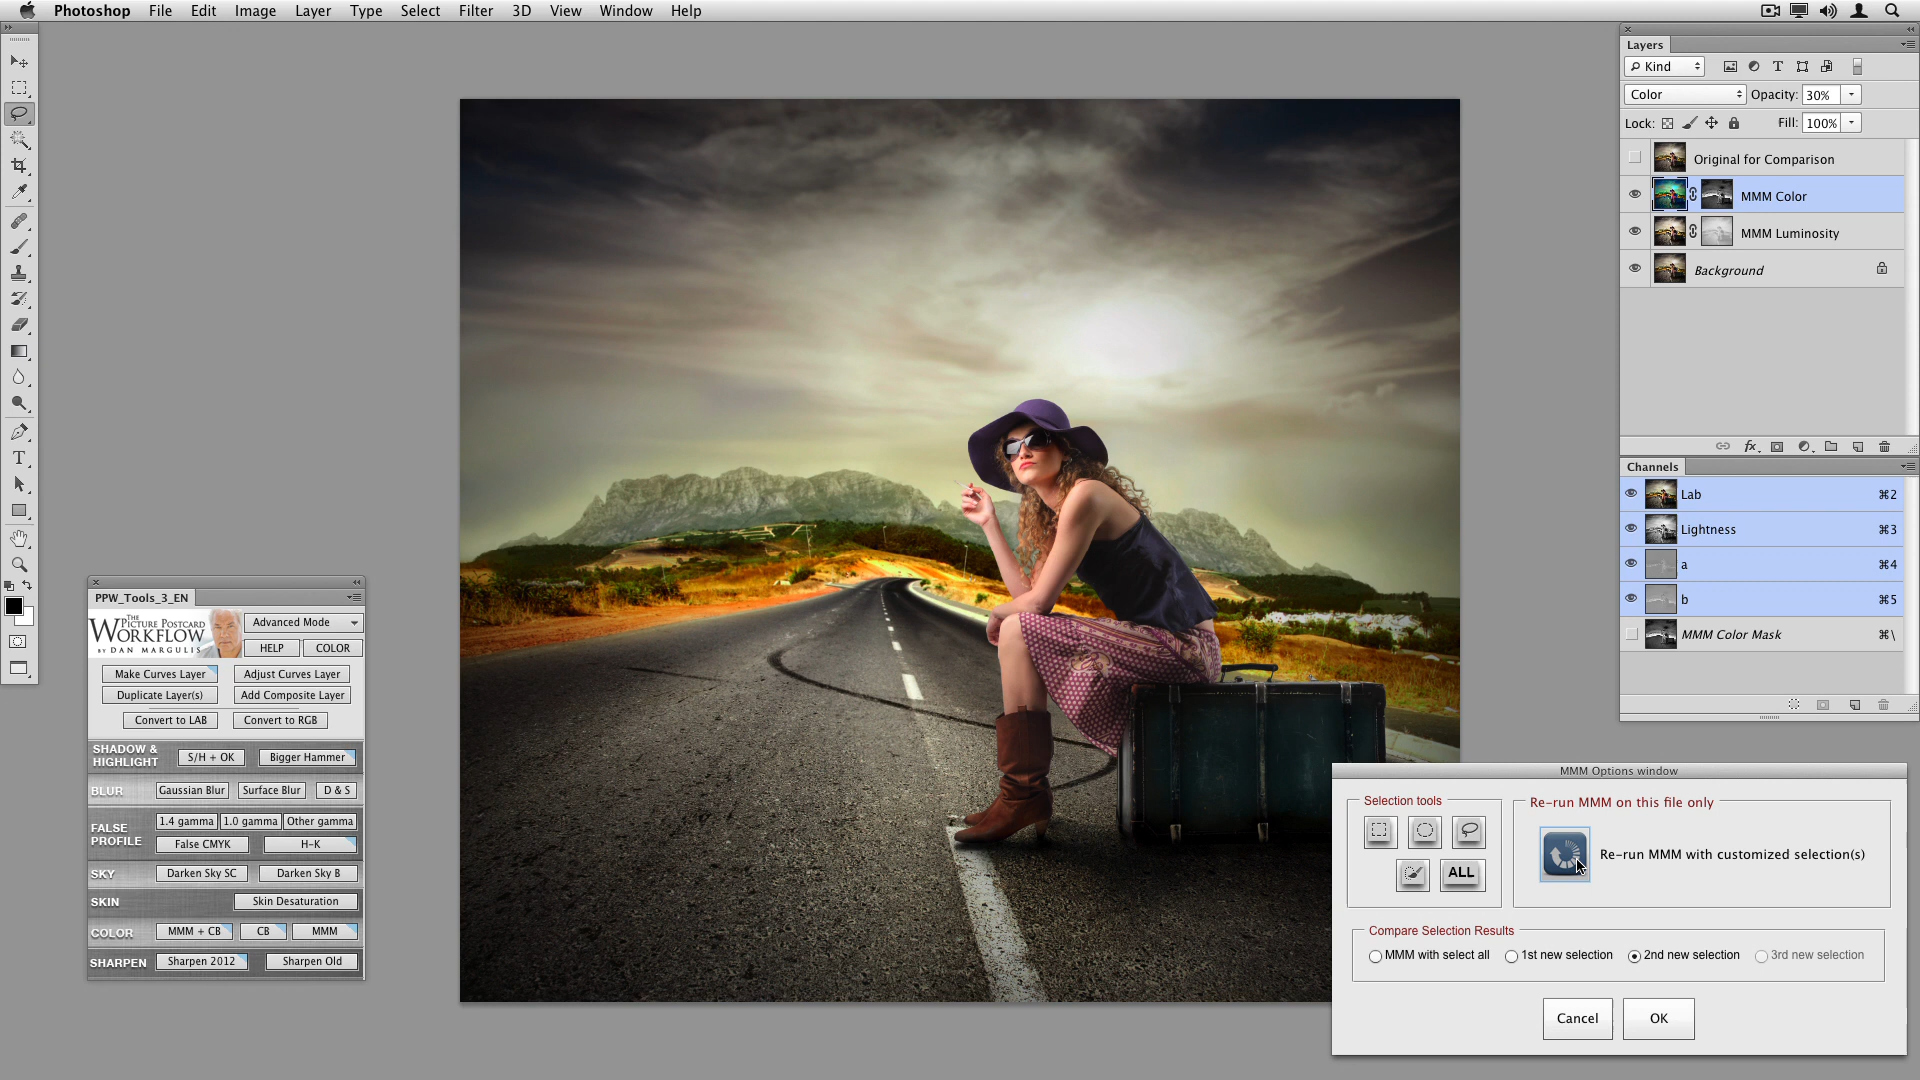 Photoshop File Edit Image Layer Type Select Filter 3D View Window Help
PPW_Tools_3_EN
THE
PICTURE POSTCARD
WORKFLOW
BY DAN MARGULIS
Advanced Mode
HELP COLOR
Make Curves Layer Adjust Curves Layer
Duplicate Layer(s) Add Composite Layer
Convert to LAB Convert to RGB
SHADOW &
HIGHLIGHT
S/H + OK Bigger Hammer
BLUR Gaussian Blur Surface Blur D & S
FALSE
PROFILE
1.4 gamma 1.0 gamma Other gamma
False CMYK H-K
SKY Darken Sky SC Darken Sky B
SKIN Skin Desaturation
COLOR MMM + CB CB MMM
SHARPEN Sharpen 2012 Sharpen Old
Layers
Kind
Color Opacity: 30%
Lock: Fill: 100%
Original for Comparison
MMM Color
MMM Luminosity
Background
fx
Channels
Lab ⌘2
Lightness ⌘3
a ⌘4
b ⌘5
MMM Color Mask ⌘\
MMM Options window
Selection tools
ALL
Re-run MMM on this file only
Re-run MMM with customized selection(s)
Compare Selection Results
MMM with select all 1st new selection 2nd new selection 3rd new selection
Cancel OK